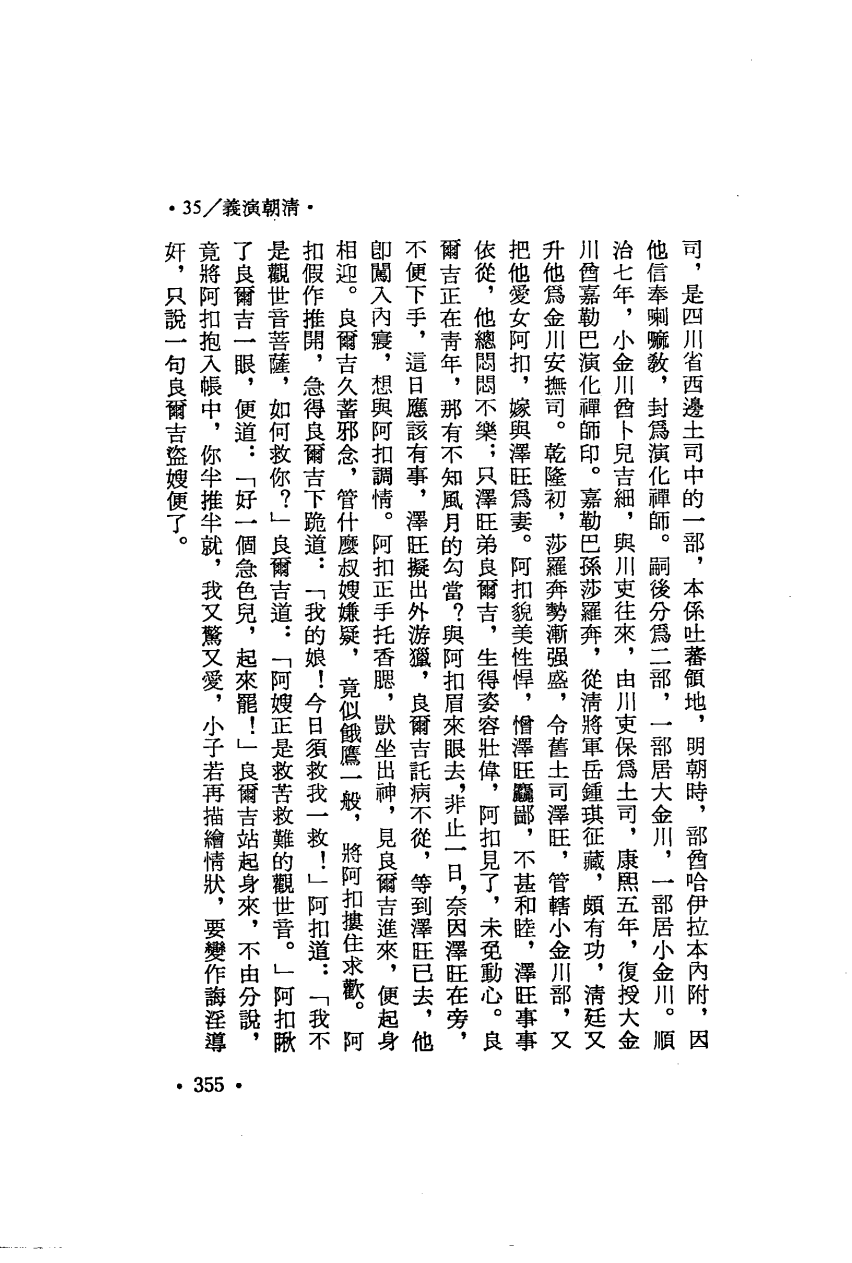 ·35／義演朝清·
司，是四川省西邊土司中的一部，本係吐蕃領地，明朝時，部酋哈伊拉本內附，因
他信奉喇嘛敎，封爲演化禪師。嗣後分爲二部，一部居大金川，一部居小金川。順
治七年，小金川酋卜兒吉細，與川吏往來，由川吏保爲土司，康熙五年，復授大金
川酋嘉勒巴演化禪師印。嘉勒巴孫莎羅奔，從淸將軍岳鍾琪征藏，頗有功，淸廷又
升他爲金川安撫司。乾隆初，莎羅奔勢漸强盛，令舊土司澤旺，管轄小金川部，又
把他愛女阿扣，嫁與澤旺爲妻。阿扣貌美性悍，憎澤旺麤鄙，不甚和睦，澤旺事事
依從，他總悶悶不樂；只澤旺弟良爾吉，生得姿容壯偉，阿扣見了，未免動心。良
爾吉正在靑年，那有不知風月的勾當？與阿扣眉來眼去，非止一日，奈因澤旺在旁，
不便下手，這日應該有事，澤旺擬出外游獵，良爾吉託病不從，等到澤旺已去，他
卽闖入內寢，想與阿扣調情。阿扣正手托香腮，獃坐出神，見良爾吉進來，便起身
相迎。良爾吉久蓄邪念，管什麼叔嫂嫌疑，竟似餓鷹一般，將阿扣摟住求歡。阿
扣假作推開，急得良爾吉下跪道：「我的娘！今日須救我一救！」阿扣道：「我不
是觀世音菩薩，如何救你？」良爾吉道：「阿嫂正是救苦救難的觀世音。」阿扣瞅
了良爾吉一眼，便道：「好一個急色兒，起來罷！」良爾吉站起身來，不由分說，
竟將阿扣抱入帳中，你半推半就，我又驚又愛，小子若再描繪情狀，要變作誨淫導
奸，只說一句良爾吉盜嫂便了。
·355·